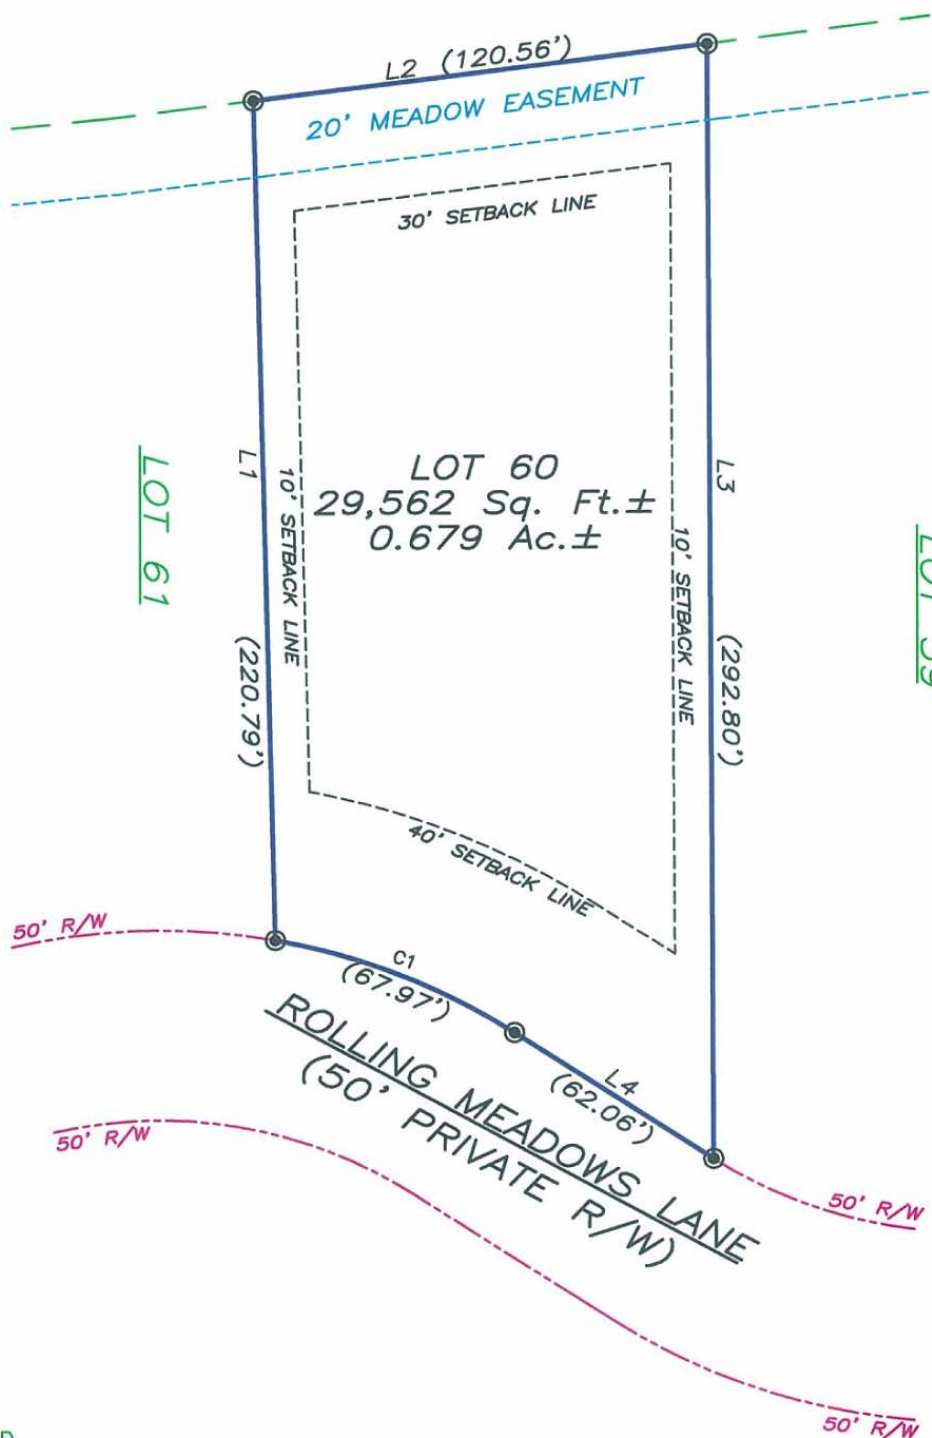 L2 (120.56')
20' MEADOW EASEMENT
30' SETBACK LINE
LOT 61
L1
(220.79')
10' SETBACK LINE
LOT 60
29,562 Sq. Ft.±
0.679 Ac.±
10' SETBACK LINE
L3
(292.80')
LOT
40' SETBACK LINE
50' R/W
C1
(67.97')
L4
(62.06')
ROLLING MEADOWS LANE
(50' PRIVATE R/W)
50' R/W
50' R/W
50' R/W